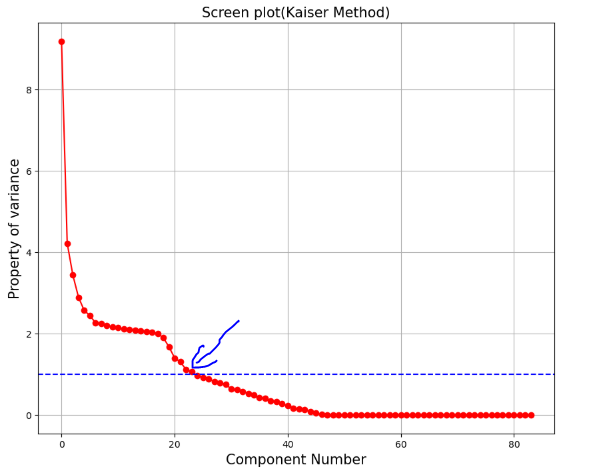 Screen plot(Kaiser Method)
Property of variance
8
6
4
2
0
0 20 40 60 80
Component Number